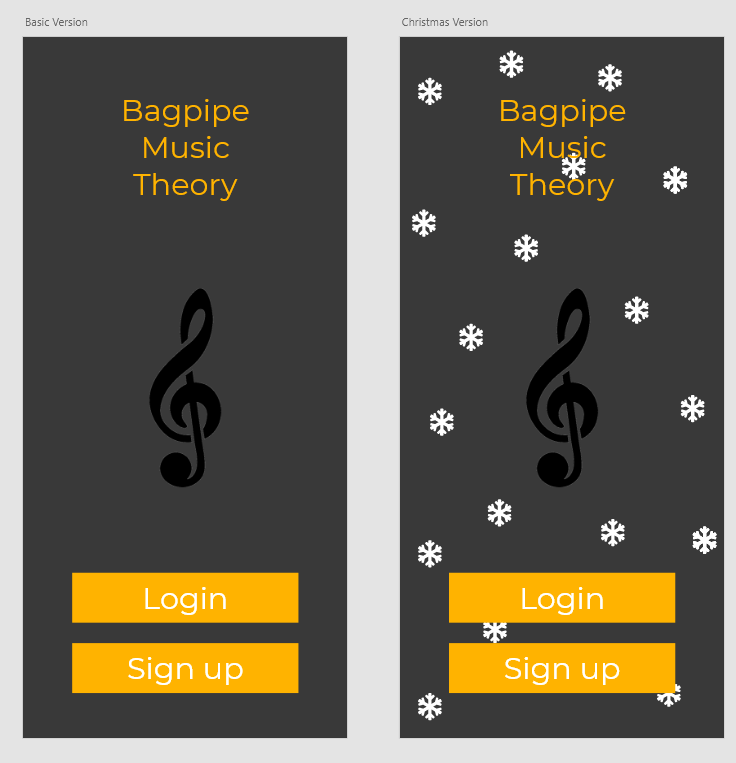 Basic Version
Bagpipe
Music
Theory
Login
Sign up
Christmas Version
Bagpipe
Music
Theory
Login
Sign up